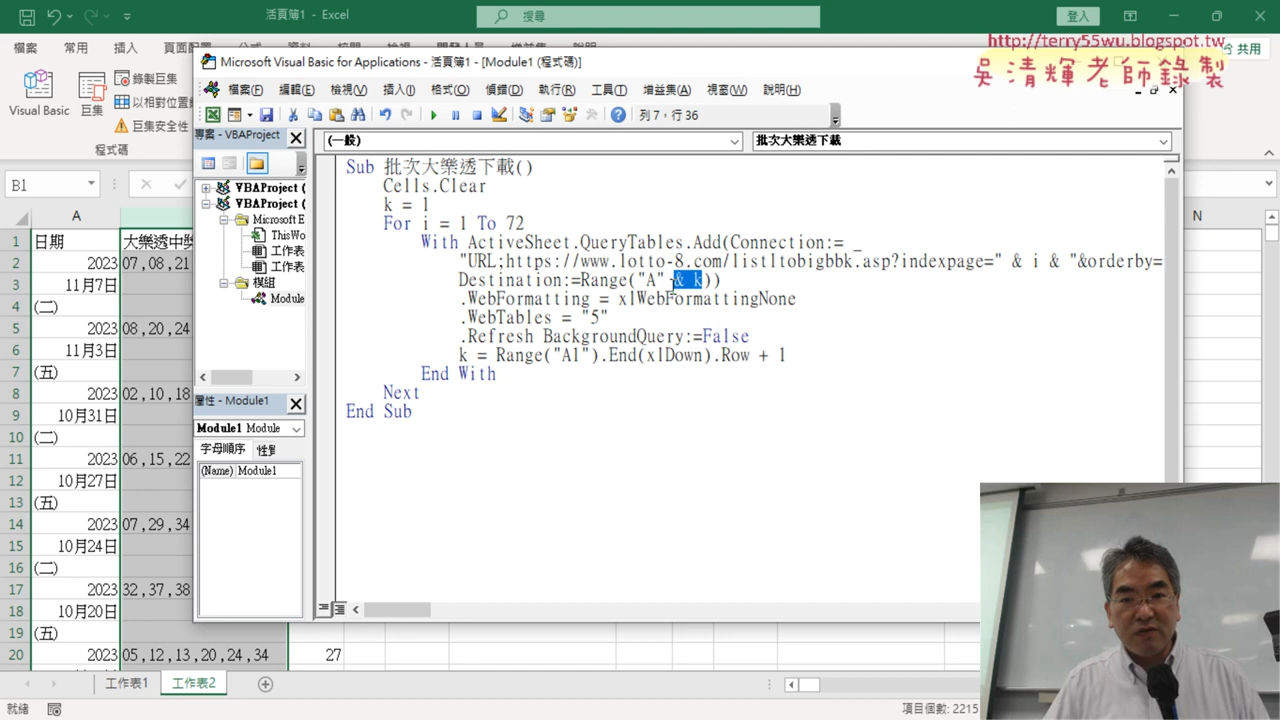 活頁簿1 - Excel
搜尋
登入
檔案 常用 插入 頁面配置
共用
http://terry55wu.blogspot.tw
吳清輝老師錄製
Visual Basic
巨集
錄製巨集
以相對位置
巨集安全性
程式碼
Microsoft Visual Basic for Applications - 活頁簿1 - [Module1 (程式碼)]
檔案(F) 編輯(E) 檢視(V) 插入(I) 格式(O) 偵錯(D) 執行(R) 工具(T) 增益集(A) 視窗(W) 說明(H)
列 7，行 36
專案 - VBAProject
VBAProject (
VBAProject (
Microsoft E
ThisWo
工作表
工作表
模組
Module
屬性 - Module1
Module1 Module
字母順序
(Name) Module1
(一般)
批次大樂透下載
Sub 批次大樂透下載()
Cells.Clear
k = 1
For i = 1 To 72
With ActiveSheet.QueryTables.Add(Connection:= _
"URL;https://www.lotto-8.com/listltobigbbk.asp?indexpage=" & i & "&orderby=
Destination:=Range("A" & k))
.WebFormatting = xlWebFormattingNone
.WebTables = "5"
.Refresh BackgroundQuery:=False
k = Range("A1").End(xlDown).Row + 1
End With
Next
End Sub
B1
A
N
1 日期 大樂透中獎
2 2023 07,08,21
3 11月7日
4 (二)
5 2023 08,20,24
6 11月3日
7 (五)
8 2023 02,10,18
9 10月31日
10 (二)
11 2023 06,15,22
12 10月27日
13 (五)
14 2023 07,29,34
15 10月24日
16 (二)
17 2023 32,37,38
18 10月20日
19 (五)
20 2023 05,12,13,20,24,34 27
工作表1 工作表2
就緒
項目個數: 2215